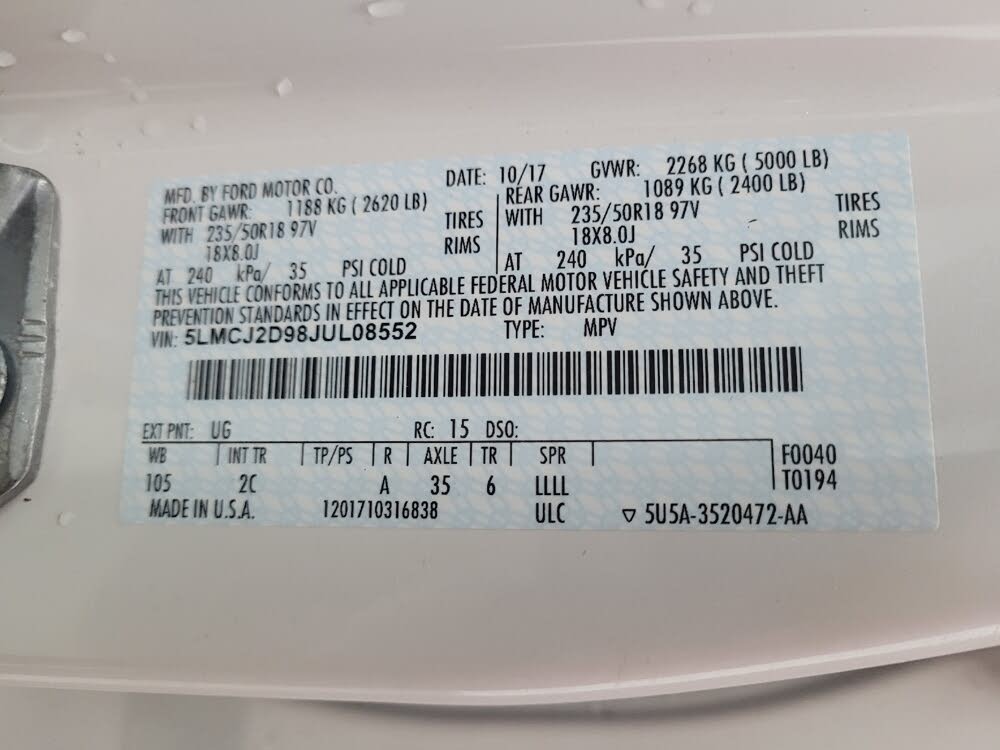 MFD. BY FORD MOTOR CO.
DATE: 10/17 GVWR: 2268 KG ( 5000 LB)
FRONT GAWR: 1188 KG ( 2620 LB)
REAR GAWR: 1089 KG ( 2400 LB)
WITH 235/50R18 97V TIRES
WITH 235/50R18 97V TIRES
18X8.0J RIMS
18X8.0J RIMS
AT 240 kPa/ 35 PSI COLD
AT 240 kPa/ 35 PSI COLD
THIS VEHICLE CONFORMS TO ALL APPLICABLE FEDERAL MOTOR VEHICLE SAFETY AND THEFT
PREVENTION STANDARDS IN EFFECT ON THE DATE OF MANUFACTURE SHOWN ABOVE.
VIN: 5LMCJ2D98JUL08552 TYPE: MPV
EXT PNT: UG RC: 15 DSO:
WB INT TR TP/PS R AXLE TR SPR F0040
105 2C A 35 6 LLLL T0194
MADE IN U.S.A. 1201710316838 ULC ▽ 5U5A-3520472-AA